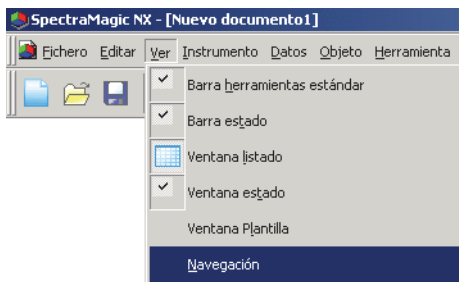 SpectraMagic NX - [Nuevo documento1]
Fichero Editar Ver Instrumento Datos Objeto Herramienta
Barra herramientas estándar
Barra estado
Ventana listado
Ventana estado
Ventana Plantilla
Navegación